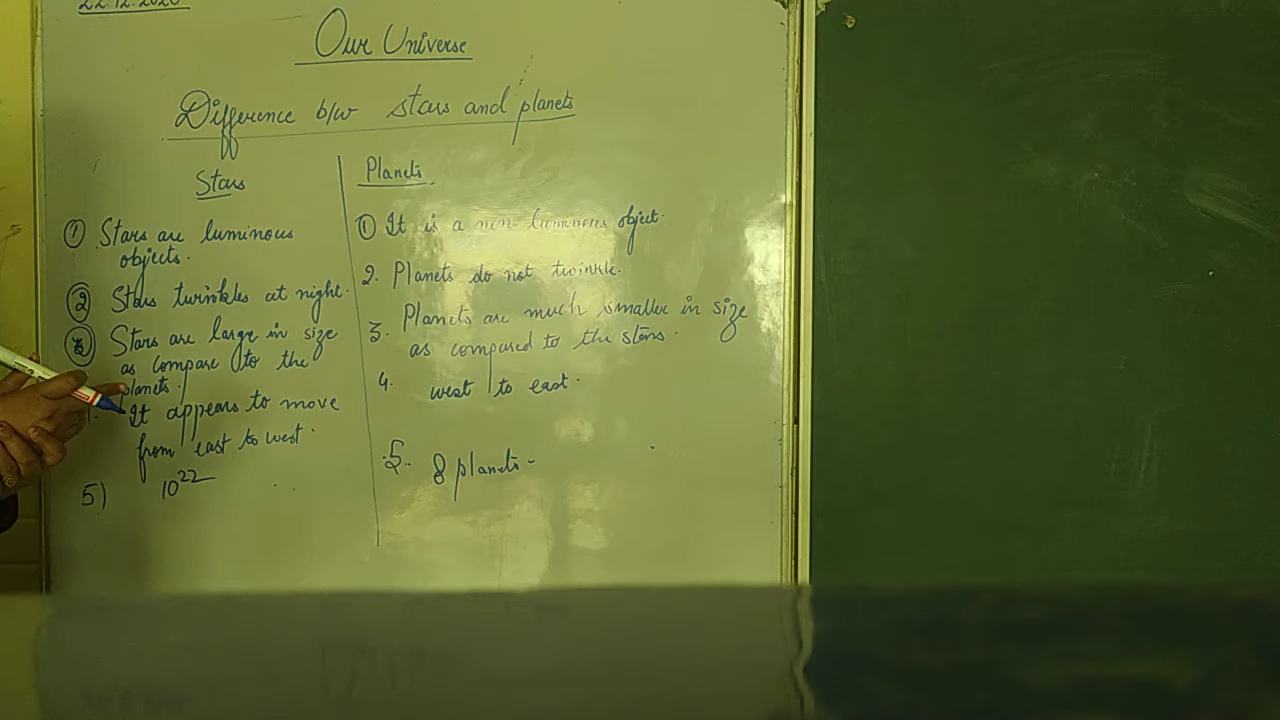 22.12.2020
Our Universe
Difference b/w stars and planets
Stars
① Stars are luminous
objects.
② Stars twinkles at night.
③ Stars are large in size
as compare to the
planets.
It appears to move
from east to west.
5) 10²²
Planets.
① It is a non-luminous object.
2. Planets do not twinkle.
3. Planets are much smaller in size
as compared to the stars.
4. west to east.
5. 8 planets-